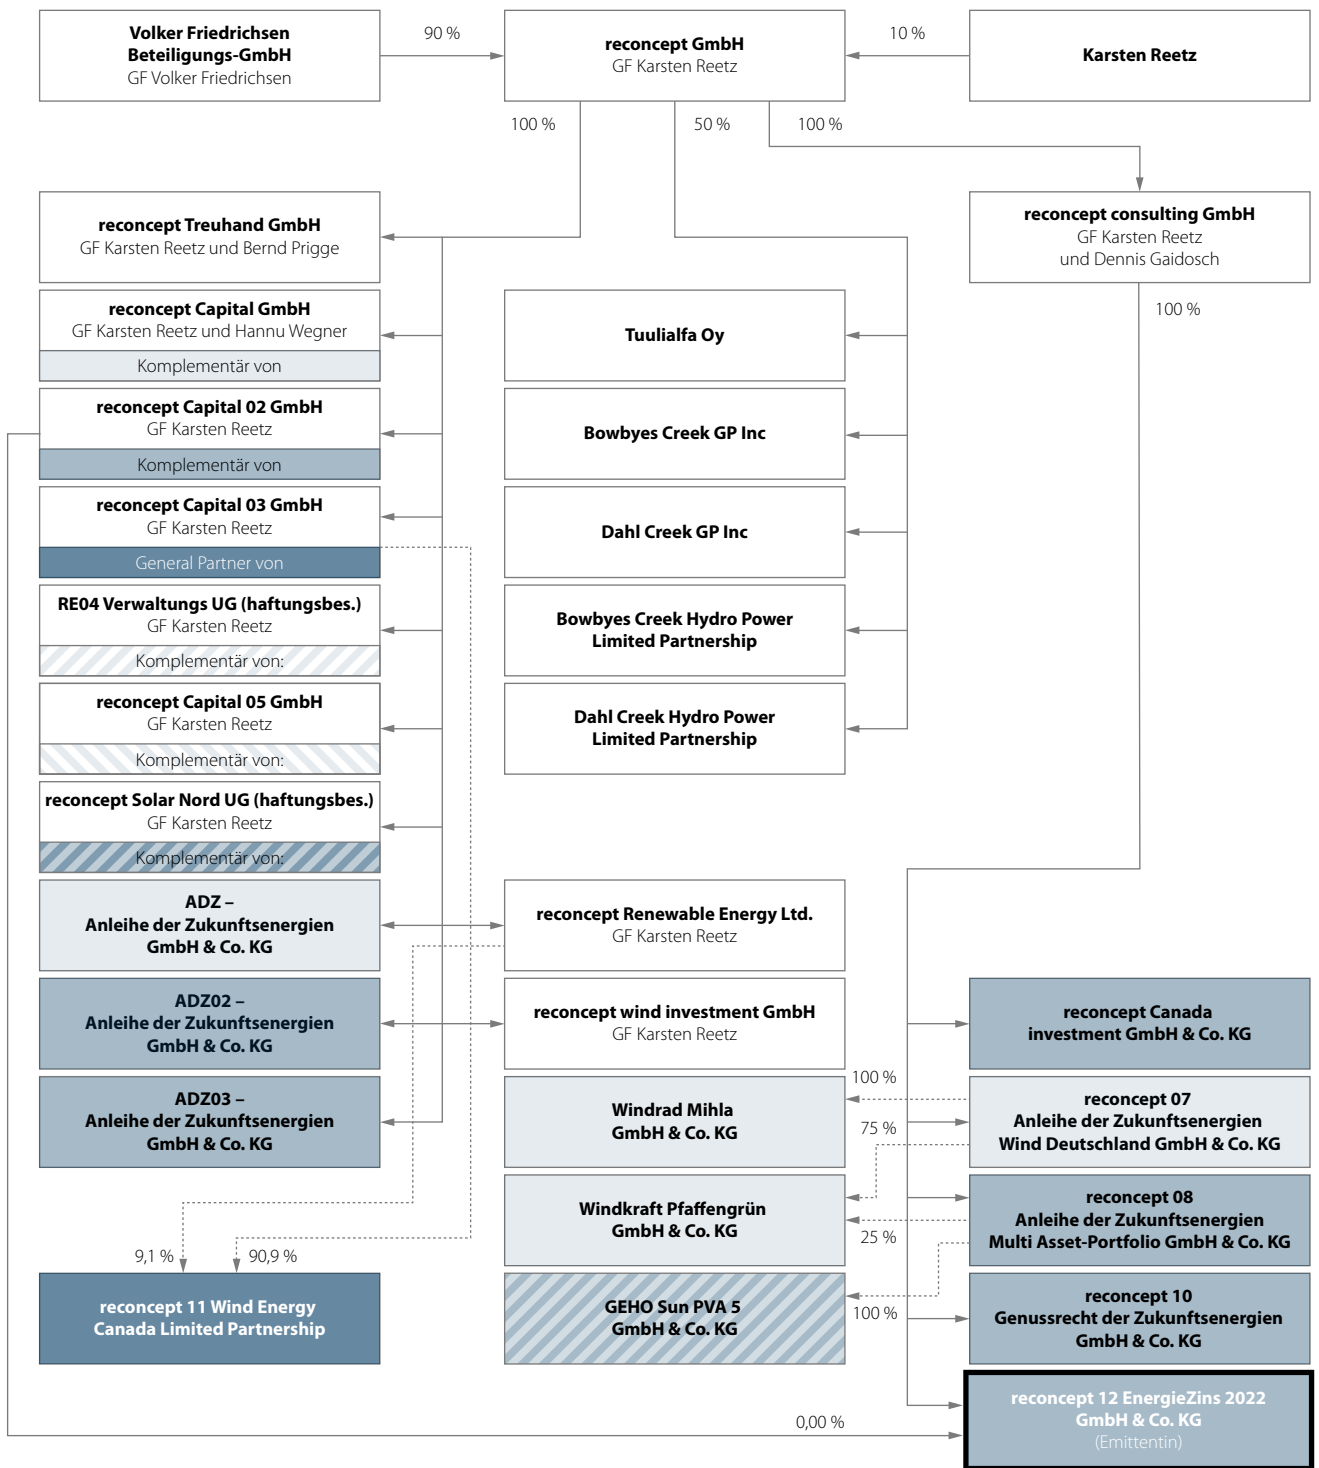 Volker Friedrichsen
Beteiligungs-GmbH
GF Volker Friedrichsen
90 %
reconcept GmbH
GF Karsten Reetz
10 %
Karsten Reetz
100 %
50 %
100 %
reconcept Treuhand GmbH
GF Karsten Reetz und Bernd Prigge
reconcept consulting GmbH
GF Karsten Reetz
und Dennis Gaidosch
100 %
reconcept Capital GmbH
GF Karsten Reetz und Hannu Wegner
Komplementär von
Tuulialfa Oy
reconcept Capital 02 GmbH
GF Karsten Reetz
Komplementär von
Bowbyes Creek GP Inc
reconcept Capital 03 GmbH
GF Karsten Reetz
General Partner von
Dahl Creek GP Inc
RE04 Verwaltungs UG (haftungsbes.)
GF Karsten Reetz
Komplementär von:
Bowbyes Creek Hydro Power
Limited Partnership
reconcept Capital 05 GmbH
GF Karsten Reetz
Komplementär von:
Dahl Creek Hydro Power
Limited Partnership
reconcept Solar Nord UG (haftungsbes.)
GF Karsten Reetz
Komplementär von:
ADZ –
Anleihe der Zukunftsenergien
GmbH & Co. KG
reconcept Renewable Energy Ltd.
GF Karsten Reetz
ADZ02 –
Anleihe der Zukunftsenergien
GmbH & Co. KG
reconcept wind investment GmbH
GF Karsten Reetz
reconcept Canada
investment GmbH & Co. KG
ADZ03 –
Anleihe der Zukunftsenergien
GmbH & Co. KG
Windrad Mihla
GmbH & Co. KG
100 %
75 %
reconcept 07
Anleihe der Zukunftsenergien
Wind Deutschland GmbH & Co. KG
Windkraft Pfaffengrün
GmbH & Co. KG
25 %
reconcept 08
Anleihe der Zukunftsenergien
Multi Asset-Portfolio GmbH & Co. KG
9,1 %
90,9 %
reconcept 11 Wind Energy
Canada Limited Partnership
GEHO Sun PVA 5
GmbH & Co. KG
100 %
reconcept 10
Genussrecht der Zukunftsenergien
GmbH & Co. KG
0,00 %
reconcept 12 EnergieZins 2022
GmbH & Co. KG
(Emittentin)